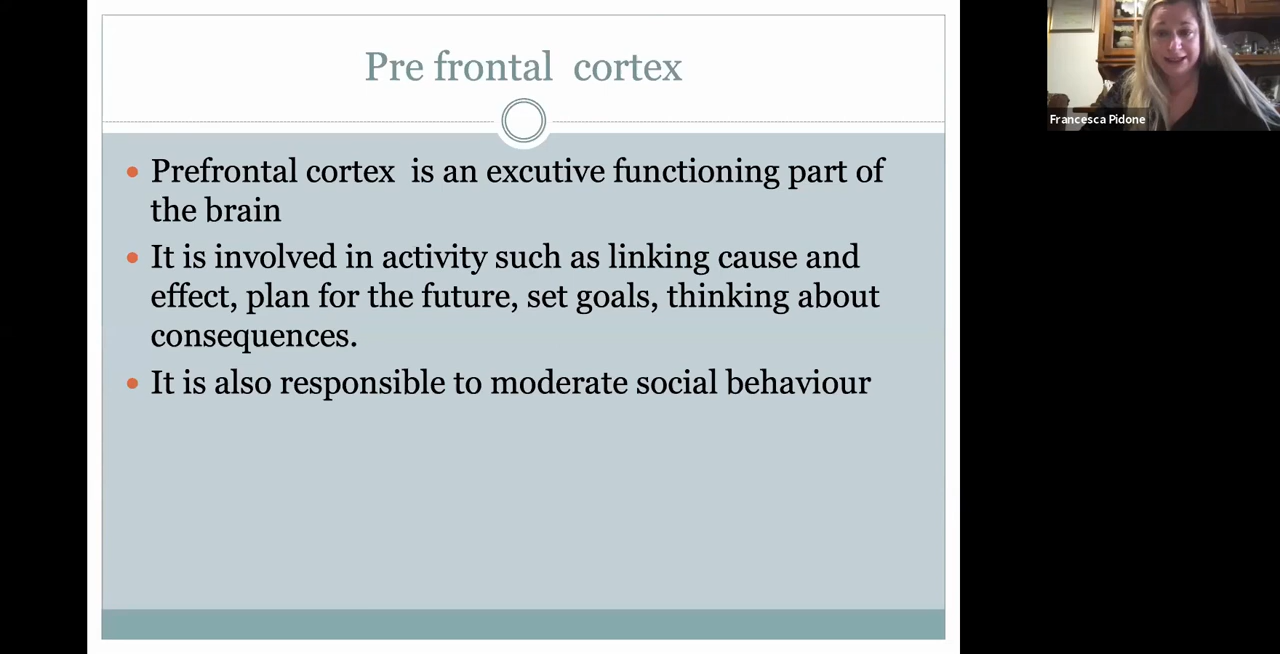 Pre frontal  cortex
Francesca Pidone
Prefrontal cortex  is an excutive functioning part of
the brain
It is involved in activity such as linking cause and
effect, plan for the future, set goals, thinking about
consequences.
It is also responsible to moderate social behaviour